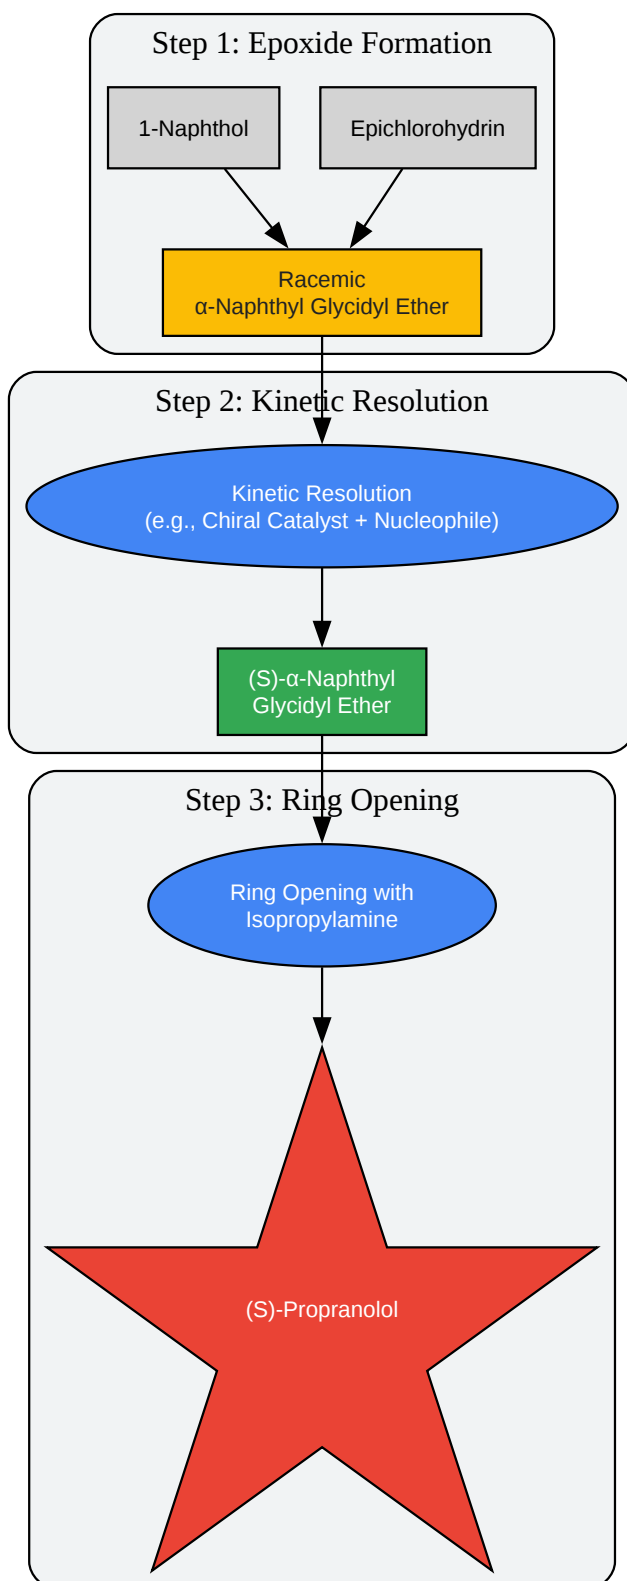 Step 1: Epoxide Formation
1-Naphthol
Epichlorohydrin
Racemic
α-Naphthyl Glycidyl Ether
Step 2: Kinetic Resolution
Kinetic Resolution
(e.g., Chiral Catalyst + Nucleophile)
(S)-α-Naphthyl
Glycidyl Ether
Step 3: Ring Opening
Ring Opening with
Isopropylamine
(S)-Propranolol